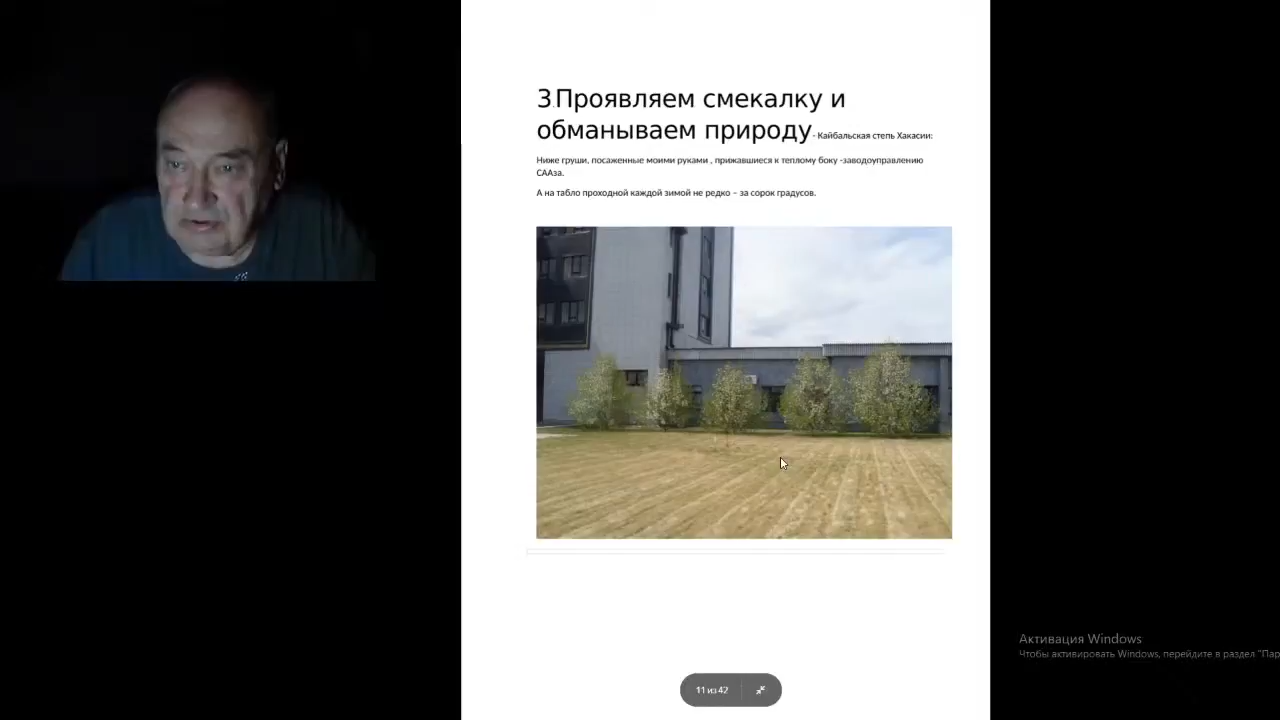 3.Проявляем смекалку и
обманываем природу- Кайбальская степь Хакасии:
Ниже груши, посаженные моими руками , прижавшиеся к теплому боку -заводоуправлению
СААза.
А на табло проходной каждой зимой не редко – за сорок градусов.
11 из 42
Активация Windows
Чтобы активировать Windows, перейдите в раздел "Пар